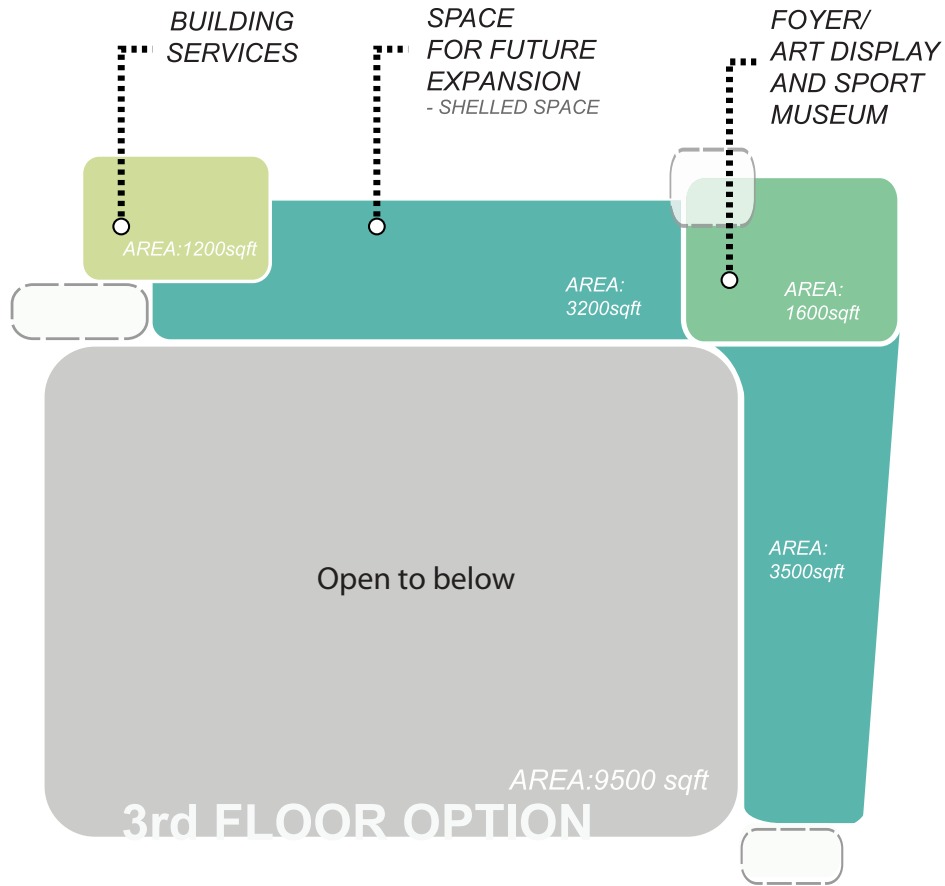 BUILDING
SERVICES
SPACE
FOR FUTURE
EXPANSION
- SHELLED SPACE
FOYER/
ART DISPLAY
AND SPORT
MUSEUM
AREA:1200sqft
AREA:
3200sqft
AREA:
1600sqft
AREA:
3500sqft
Open to below
AREA:9500 sqft
3rd FLOOR OPTION